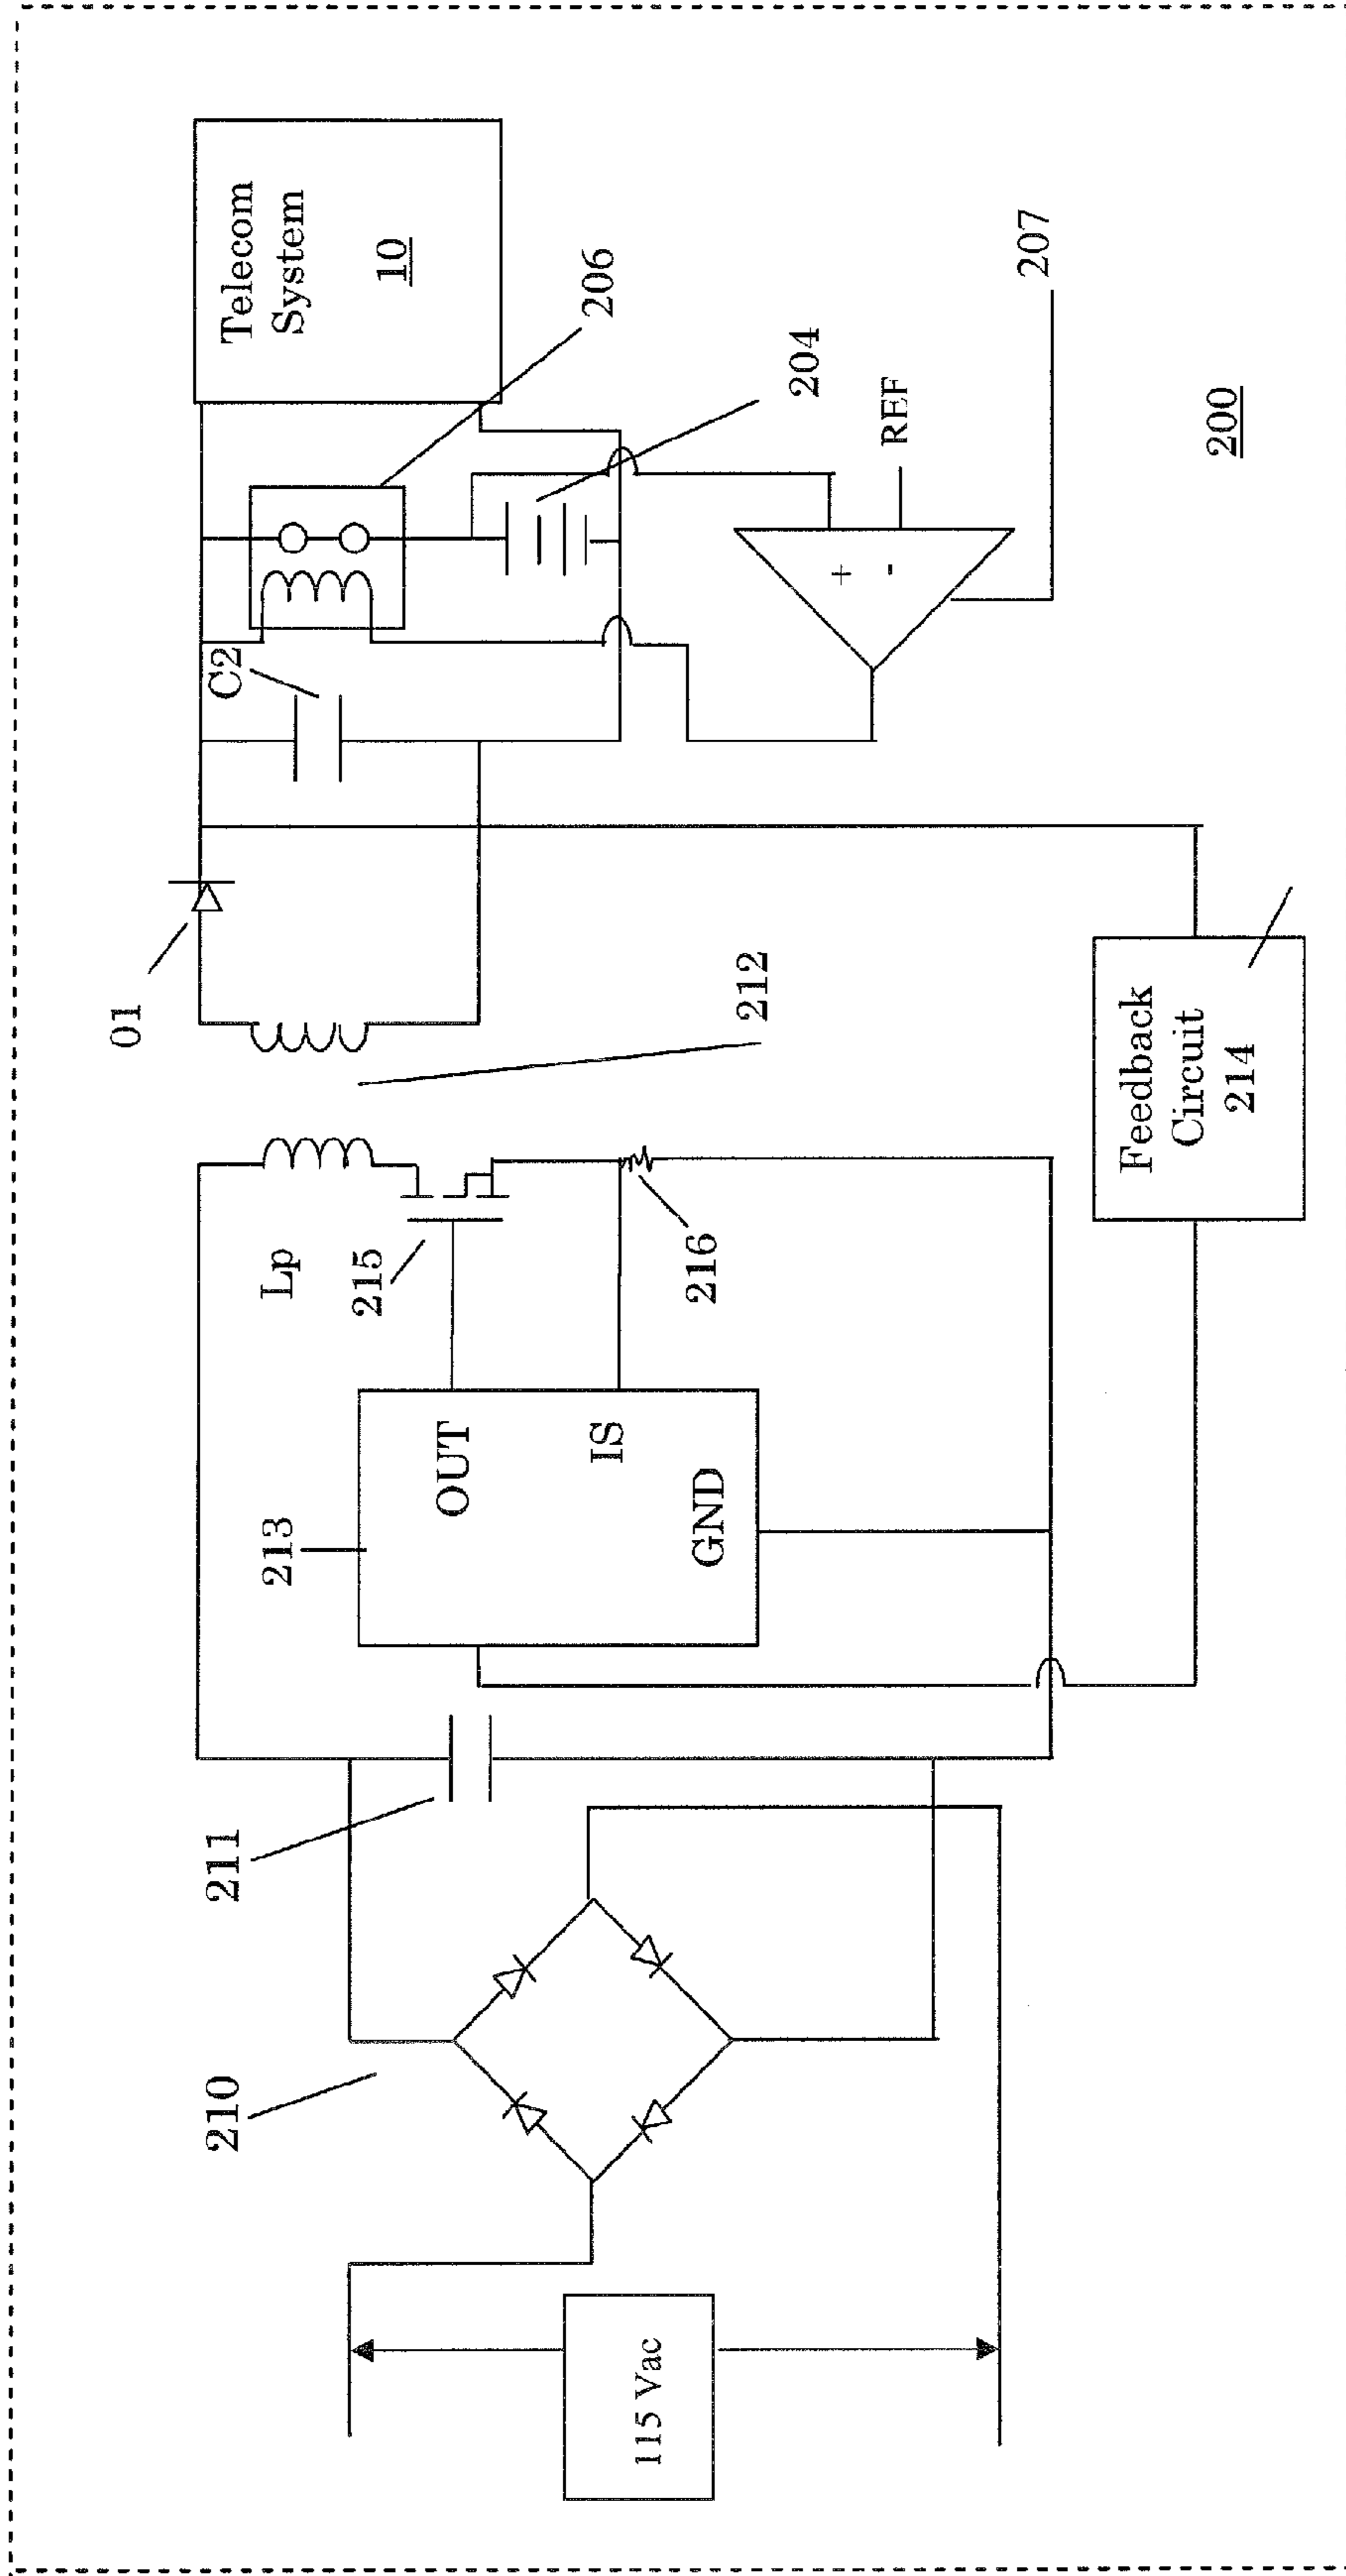 115 Vac
210
211
213
OUT
IS
GND
Lp
215
216
212
01
C2
Telecom
System
10
206
204
REF
207
+
-
Feedback
Circuit
214
200